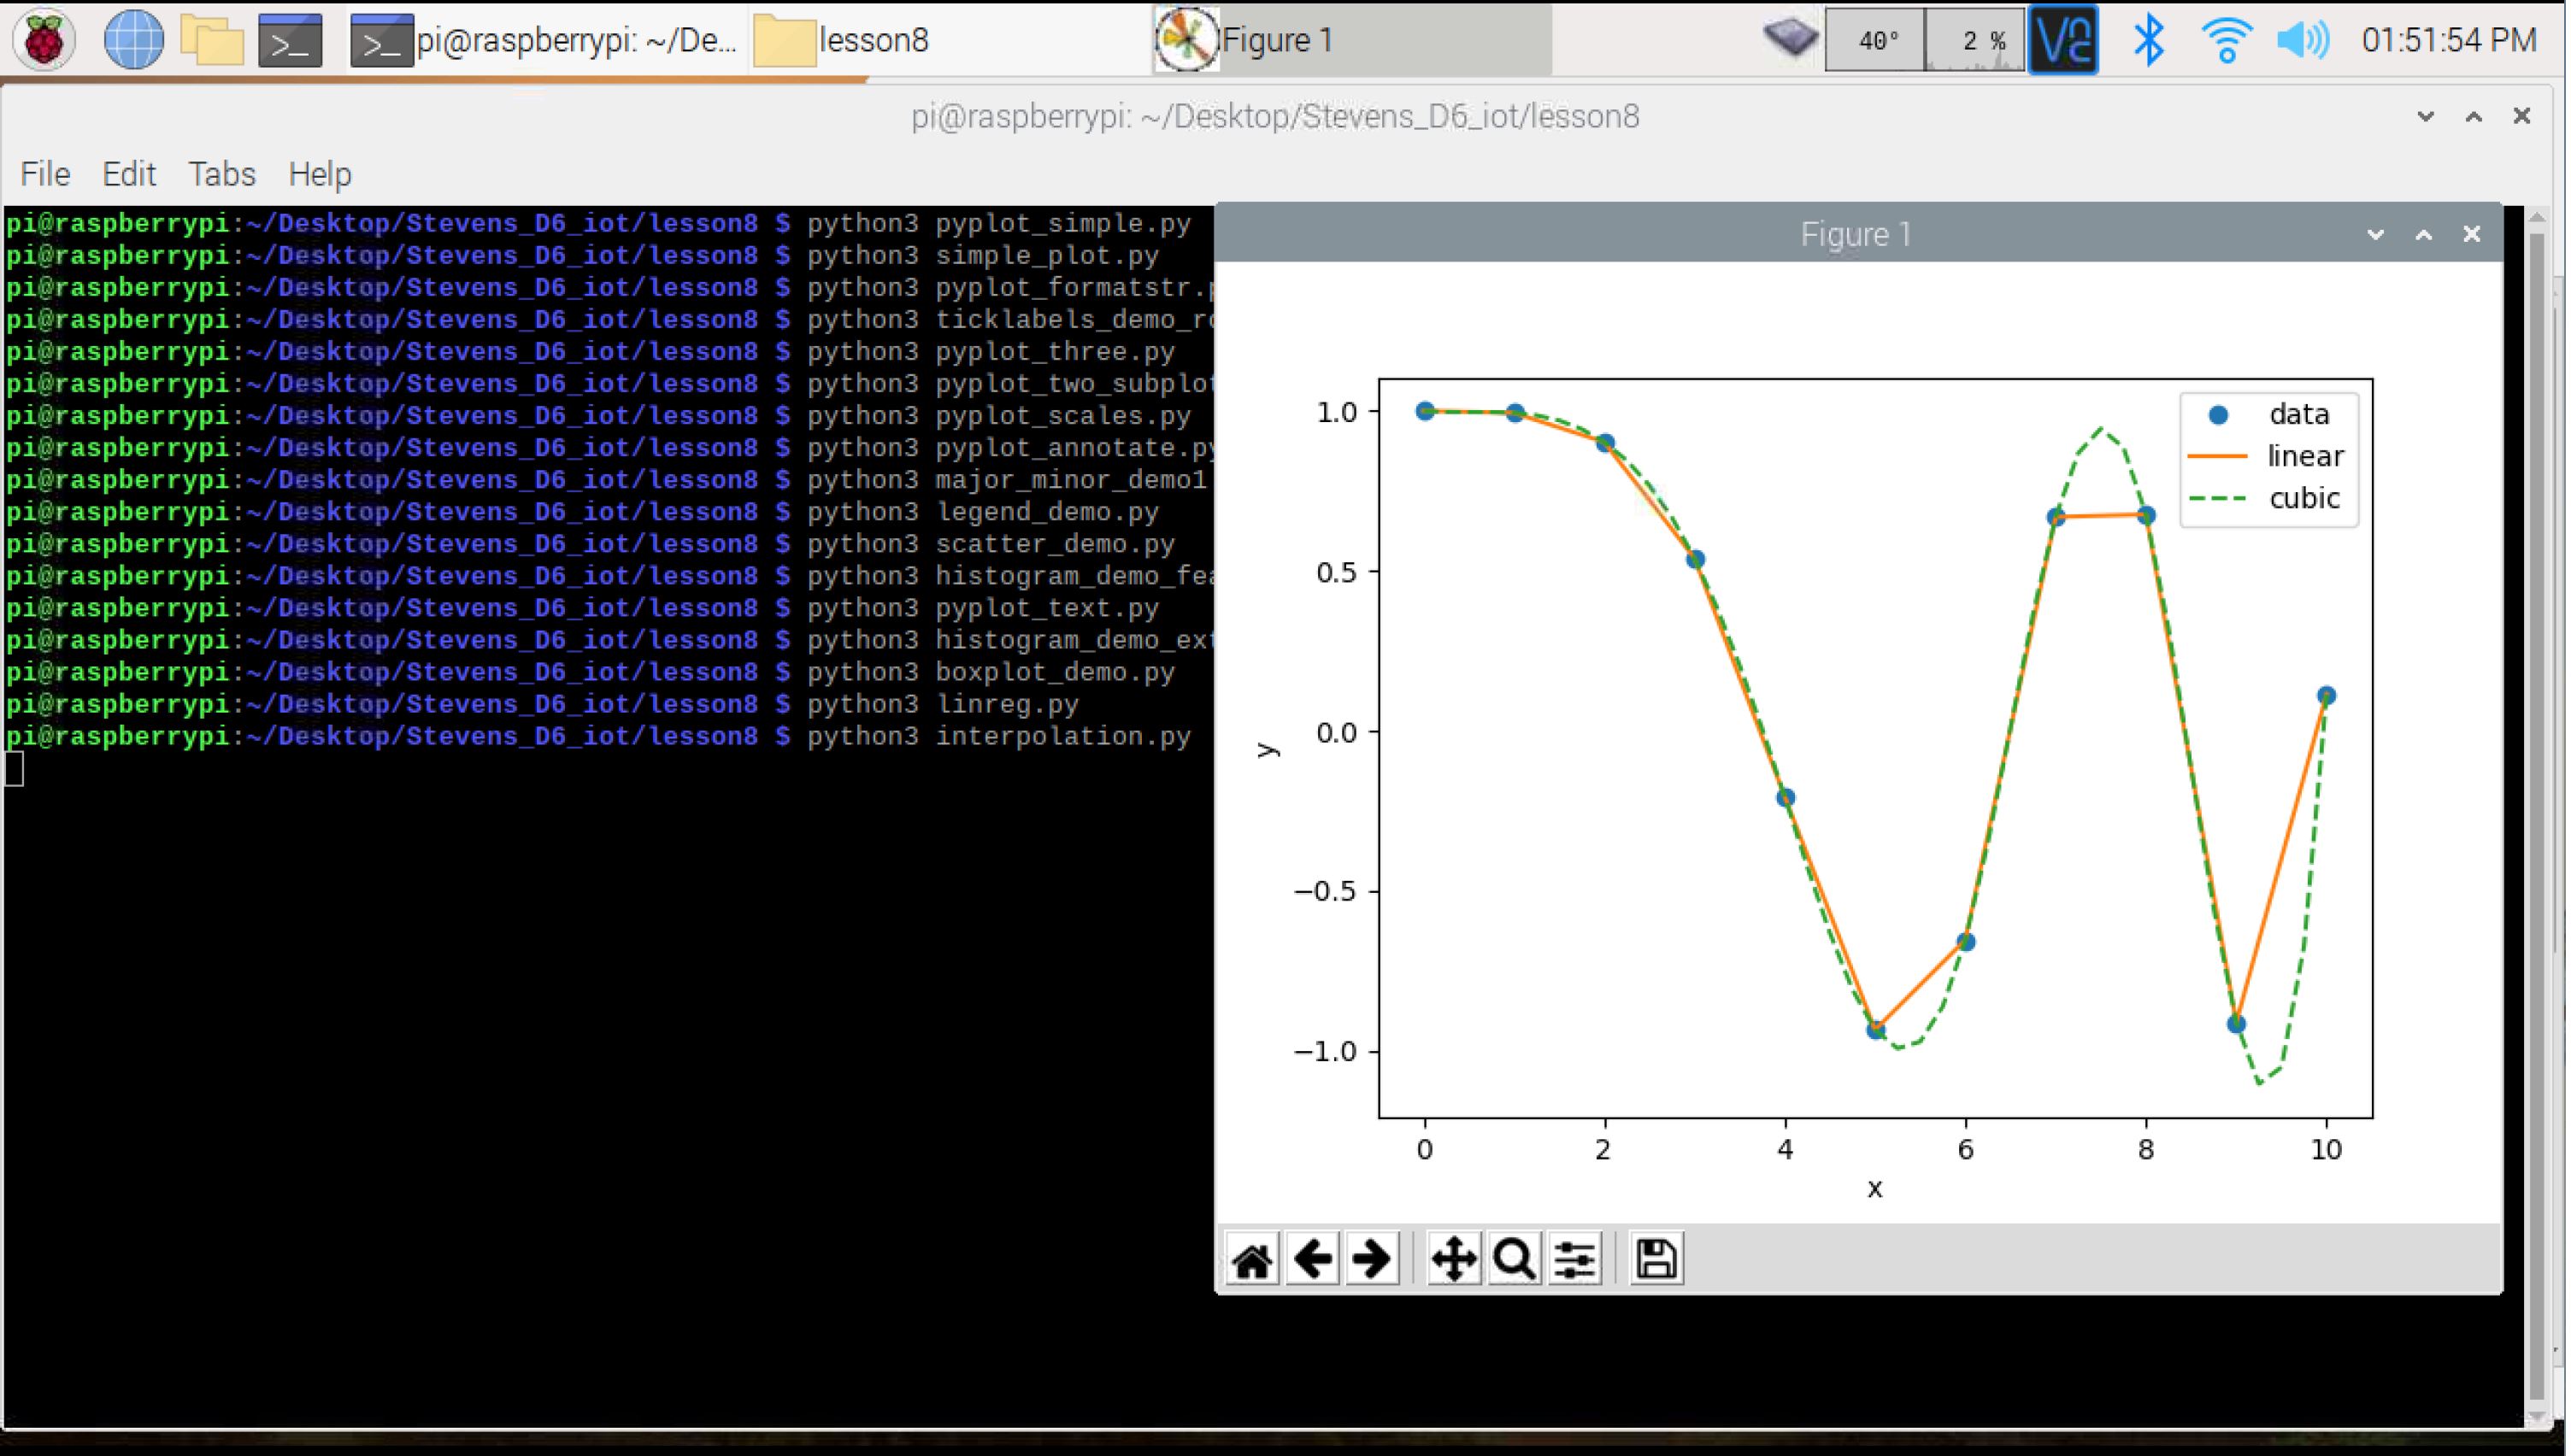 pi@raspberrypi: ~/De...
lesson8
Figure 1
40°
2 %
01:51:54 PM
pi@raspberrypi: ~/Desktop/Stevens_D6_iot/lesson8
File Edit Tabs Help
pi@raspberrypi:~/Desktop/Stevens_D6_iot/lesson8 $ python3 pyplot_simple.py
pi@raspberrypi:~/Desktop/Stevens_D6_iot/lesson8 $ python3 simple_plot.py
pi@raspberrypi:~/Desktop/Stevens_D6_iot/lesson8 $ python3 pyplot_formatstr.p
pi@raspberrypi:~/Desktop/Stevens_D6_iot/lesson8 $ python3 ticklabels_demo_ro
pi@raspberrypi:~/Desktop/Stevens_D6_iot/lesson8 $ python3 pyplot_three.py
pi@raspberrypi:~/Desktop/Stevens_D6_iot/lesson8 $ python3 pyplot_two_subplot
pi@raspberrypi:~/Desktop/Stevens_D6_iot/lesson8 $ python3 pyplot_scales.py
pi@raspberrypi:~/Desktop/Stevens_D6_iot/lesson8 $ python3 pyplot_annotate.py
pi@raspberrypi:~/Desktop/Stevens_D6_iot/lesson8 $ python3 major_minor_demo1
pi@raspberrypi:~/Desktop/Stevens_D6_iot/lesson8 $ python3 legend_demo.py
pi@raspberrypi:~/Desktop/Stevens_D6_iot/lesson8 $ python3 scatter_demo.py
pi@raspberrypi:~/Desktop/Stevens_D6_iot/lesson8 $ python3 histogram_demo_fea
pi@raspberrypi:~/Desktop/Stevens_D6_iot/lesson8 $ python3 pyplot_text.py
pi@raspberrypi:~/Desktop/Stevens_D6_iot/lesson8 $ python3 histogram_demo_ext
pi@raspberrypi:~/Desktop/Stevens_D6_iot/lesson8 $ python3 boxplot_demo.py
pi@raspberrypi:~/Desktop/Stevens_D6_iot/lesson8 $ python3 linreg.py
pi@raspberrypi:~/Desktop/Stevens_D6_iot/lesson8 $ python3 interpolation.py
Figure 1
data
linear
cubic
1.0
0.5
0.0
−0.5
−1.0
y
0 2 4 6 8 10
x